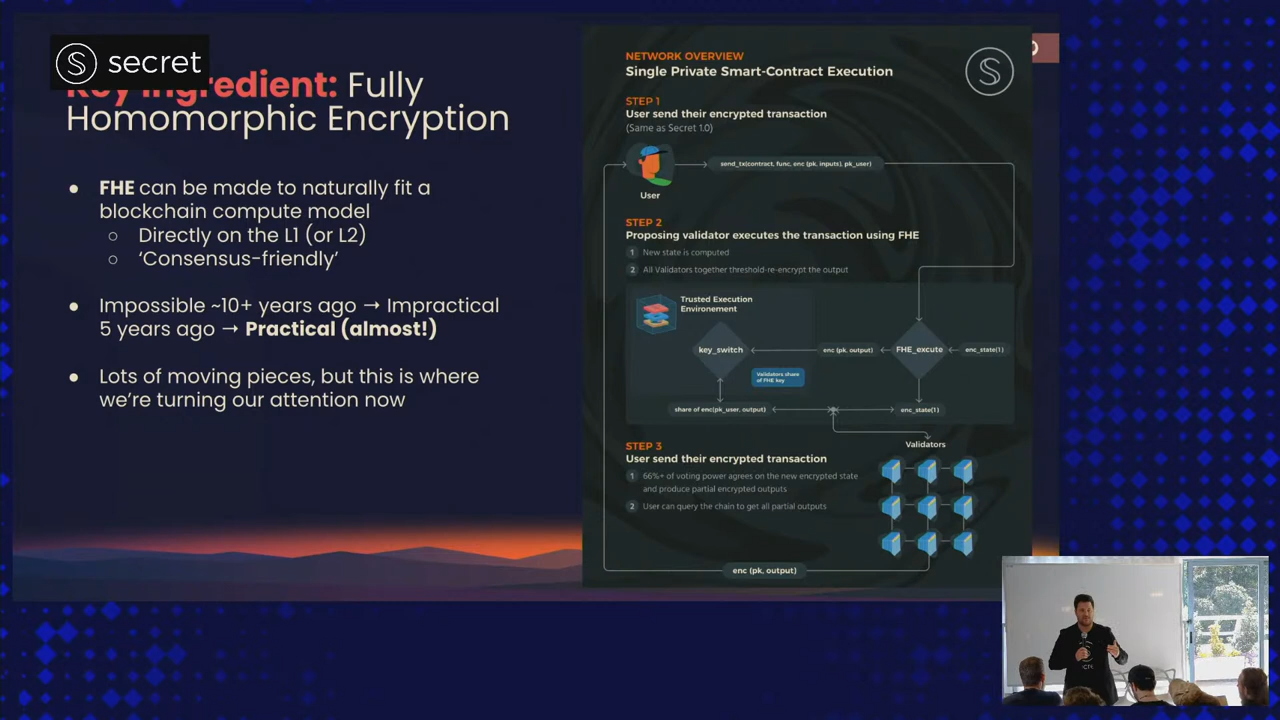 secret
Key Ingredient: Fully
Homomorphic Encryption
● FHE can be made to naturally fit a
blockchain compute model
○ Directly on the L1 (or L2)
○ ‘Consensus-friendly’
● Impossible ~10+ years ago → Impractical
5 years ago → Practical (almost!)
● Lots of moving pieces, but this is where
we’re turning our attention now
NETWORK OVERVIEW
Single Private Smart-Contract Execution
STEP 1
User send their encrypted transaction
(Same as Secret 1.0)
send_tx(contract, func, enc (pk, inputs), pk_user)
User
STEP 2
Proposing validator executes the transaction using FHE
1 New state is computed
2 All Validators together threshold-re-encrypt the output
Trusted Execution
Environement
key_switch
enc (pk, output)
FHE_excute
enc_state(1)
Validators share
of FHE key
share of enc(pk_user, output)
enc_state(1)
Validators
STEP 3
User send their encrypted transaction
1 66%+ of voting power agrees on the new encrypted state
and produce partial encrypted outputs
2 User can query the chain to get all partial outputs
enc (pk, output)